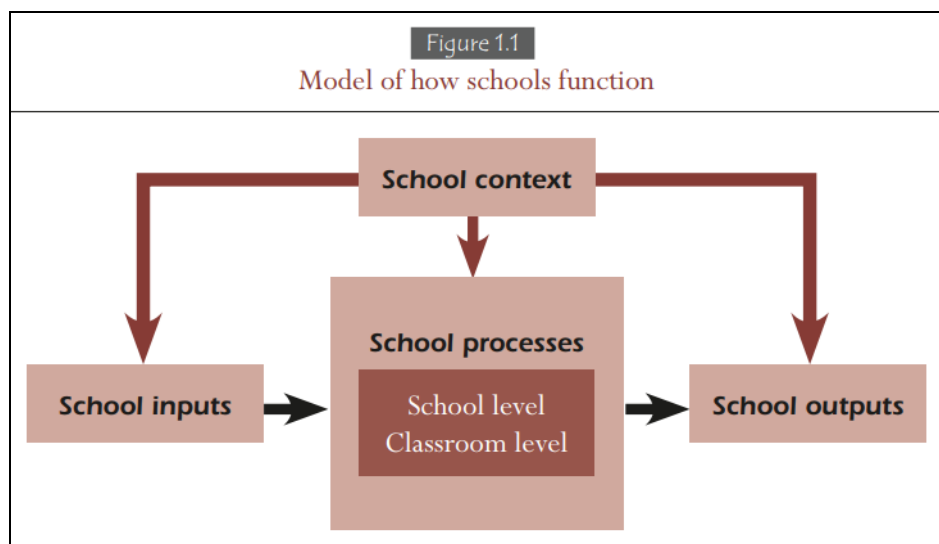 Figure 1.1
Model of how schools function
School context
School processes
School inputs
School level
Classroom level
School outputs